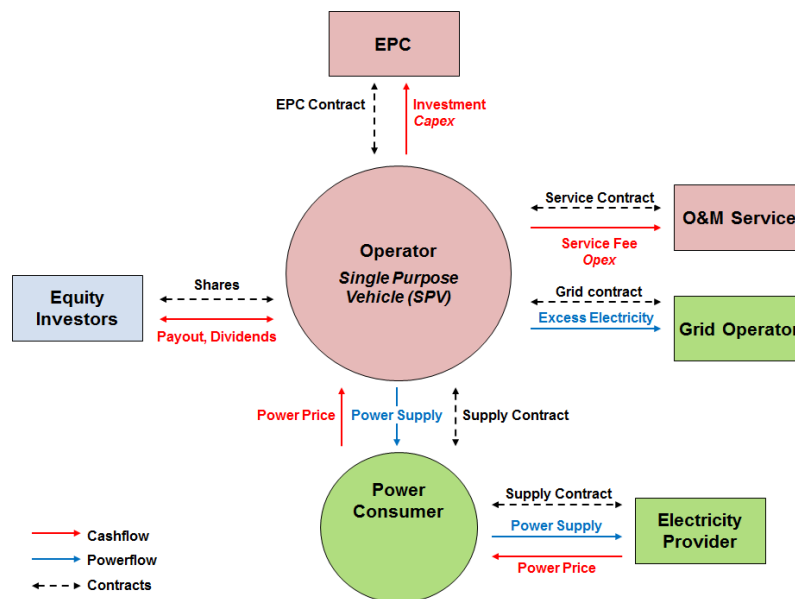 EPC
EPC Contract
Investment
Capex
Operator
Single Purpose
Vehicle (SPV)
Service Contract
O&M Service
Service Fee
Opex
Grid contract
Excess Electricity
Grid Operator
Equity
Investors
Shares
Payout, Dividends
Power Price
Power Supply
Supply Contract
Power
Consumer
Supply Contract
Power Supply
Power Price
Electricity
Provider
Cashflow
Powerflow
Contracts